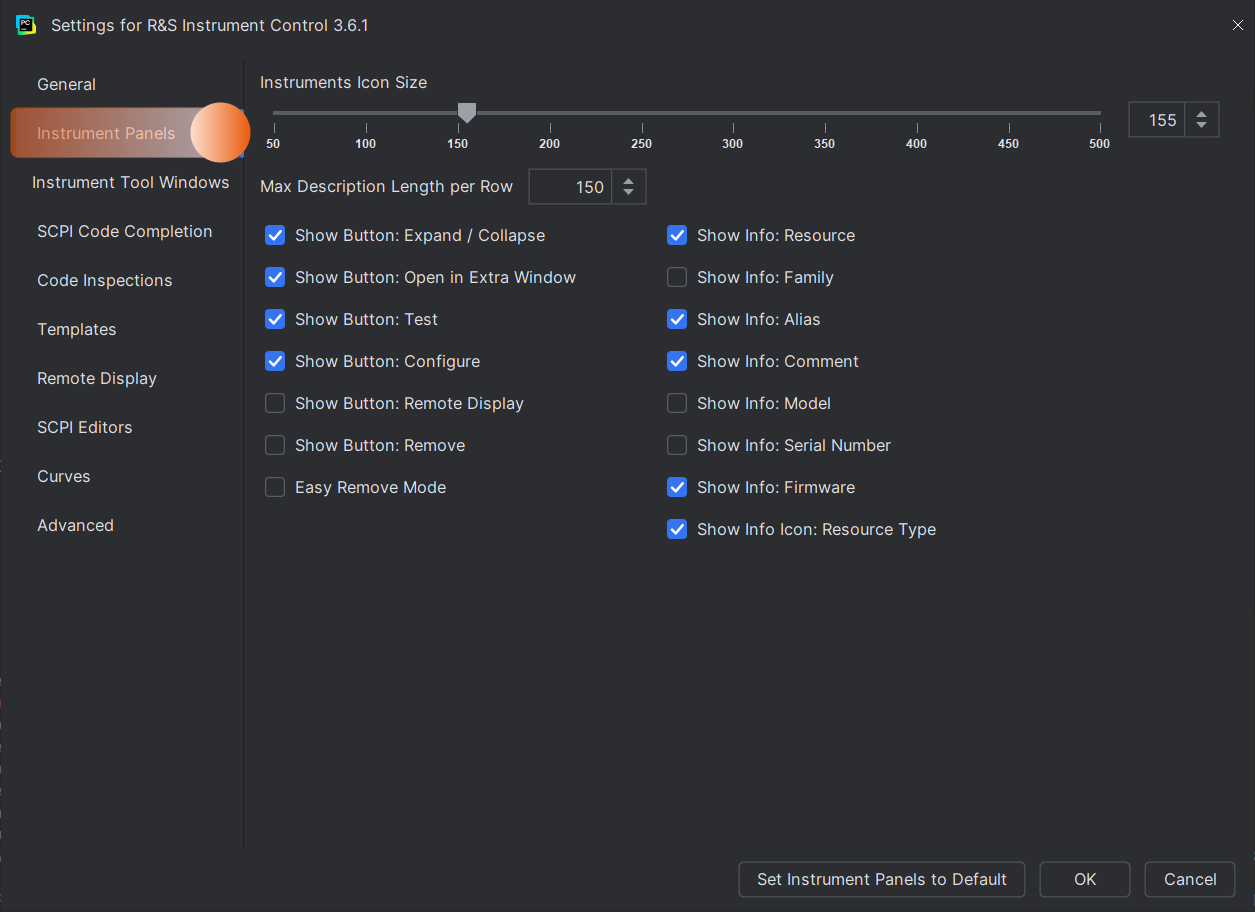 Settings for R&S Instrument Control 3.6.1
General
Instrument Panels
Instrument Tool Windows
SCPI Code Completion
Code Inspections
Templates
Remote Display
SCPI Editors
Curves
Advanced
Instruments Icon Size
50 100 150 200 250 300 350 400 450 500
155
Max Description Length per Row 150
Show Button: Expand / Collapse
Show Button: Open in Extra Window
Show Button: Test
Show Button: Configure
Show Button: Remote Display
Show Button: Remove
Easy Remove Mode
Show Info: Resource
Show Info: Family
Show Info: Alias
Show Info: Comment
Show Info: Model
Show Info: Serial Number
Show Info: Firmware
Show Info Icon: Resource Type
Set Instrument Panels to Default
OK
Cancel